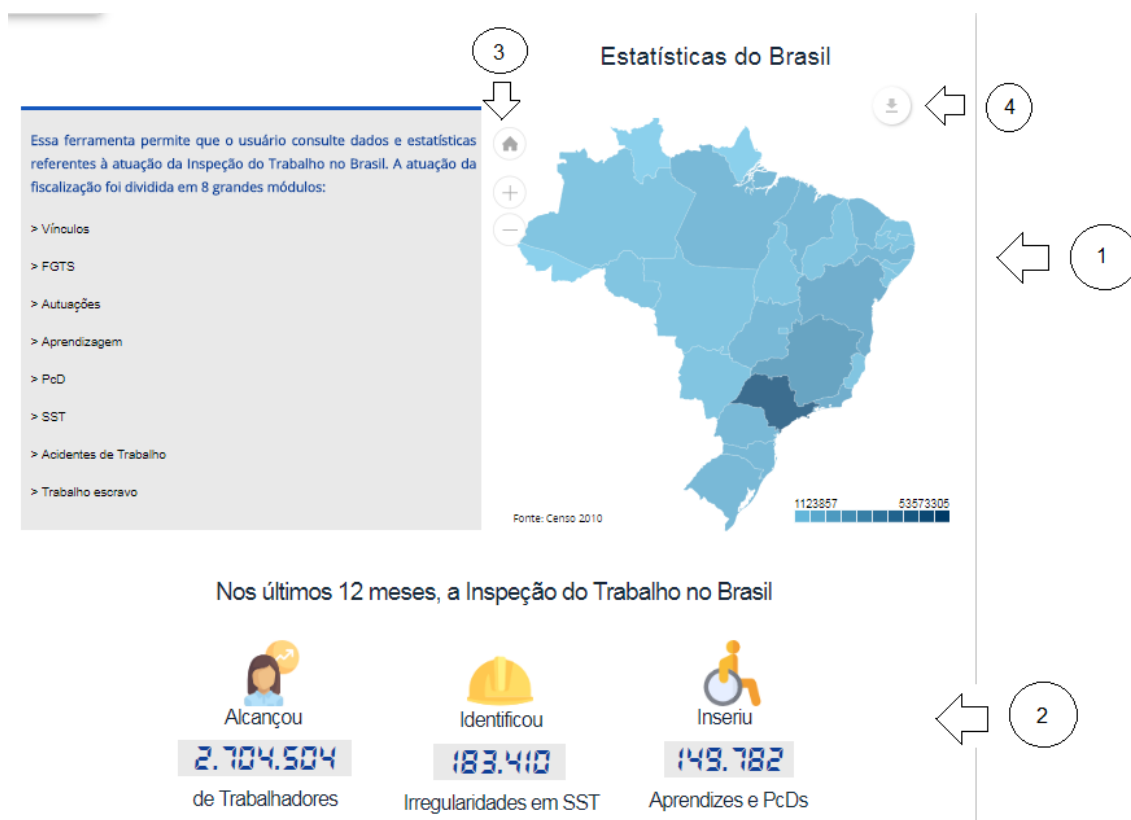 3
Estatísticas do Brasil
4
Essa ferramenta permite que o usuário consulte dados e estatísticas
referentes à atuação da Inspeção do Trabalho no Brasil. A atuação da
fiscalização foi dividida em 8 grandes módulos:
> Vínculos
> FGTS
> Autuações
> Aprendizagem
> PcD
> SST
> Acidentes de Trabalho
> Trabalho escravo
1
1123857 53573305
Fonte: Censo 2010
Nos últimos 12 meses, a Inspeção do Trabalho no Brasil
Alcançou
2.704.504
de Trabalhadores
Identificou
183.410
Irregularidades em SST
Inseriu
149.782
Aprendizes e PcDs
2